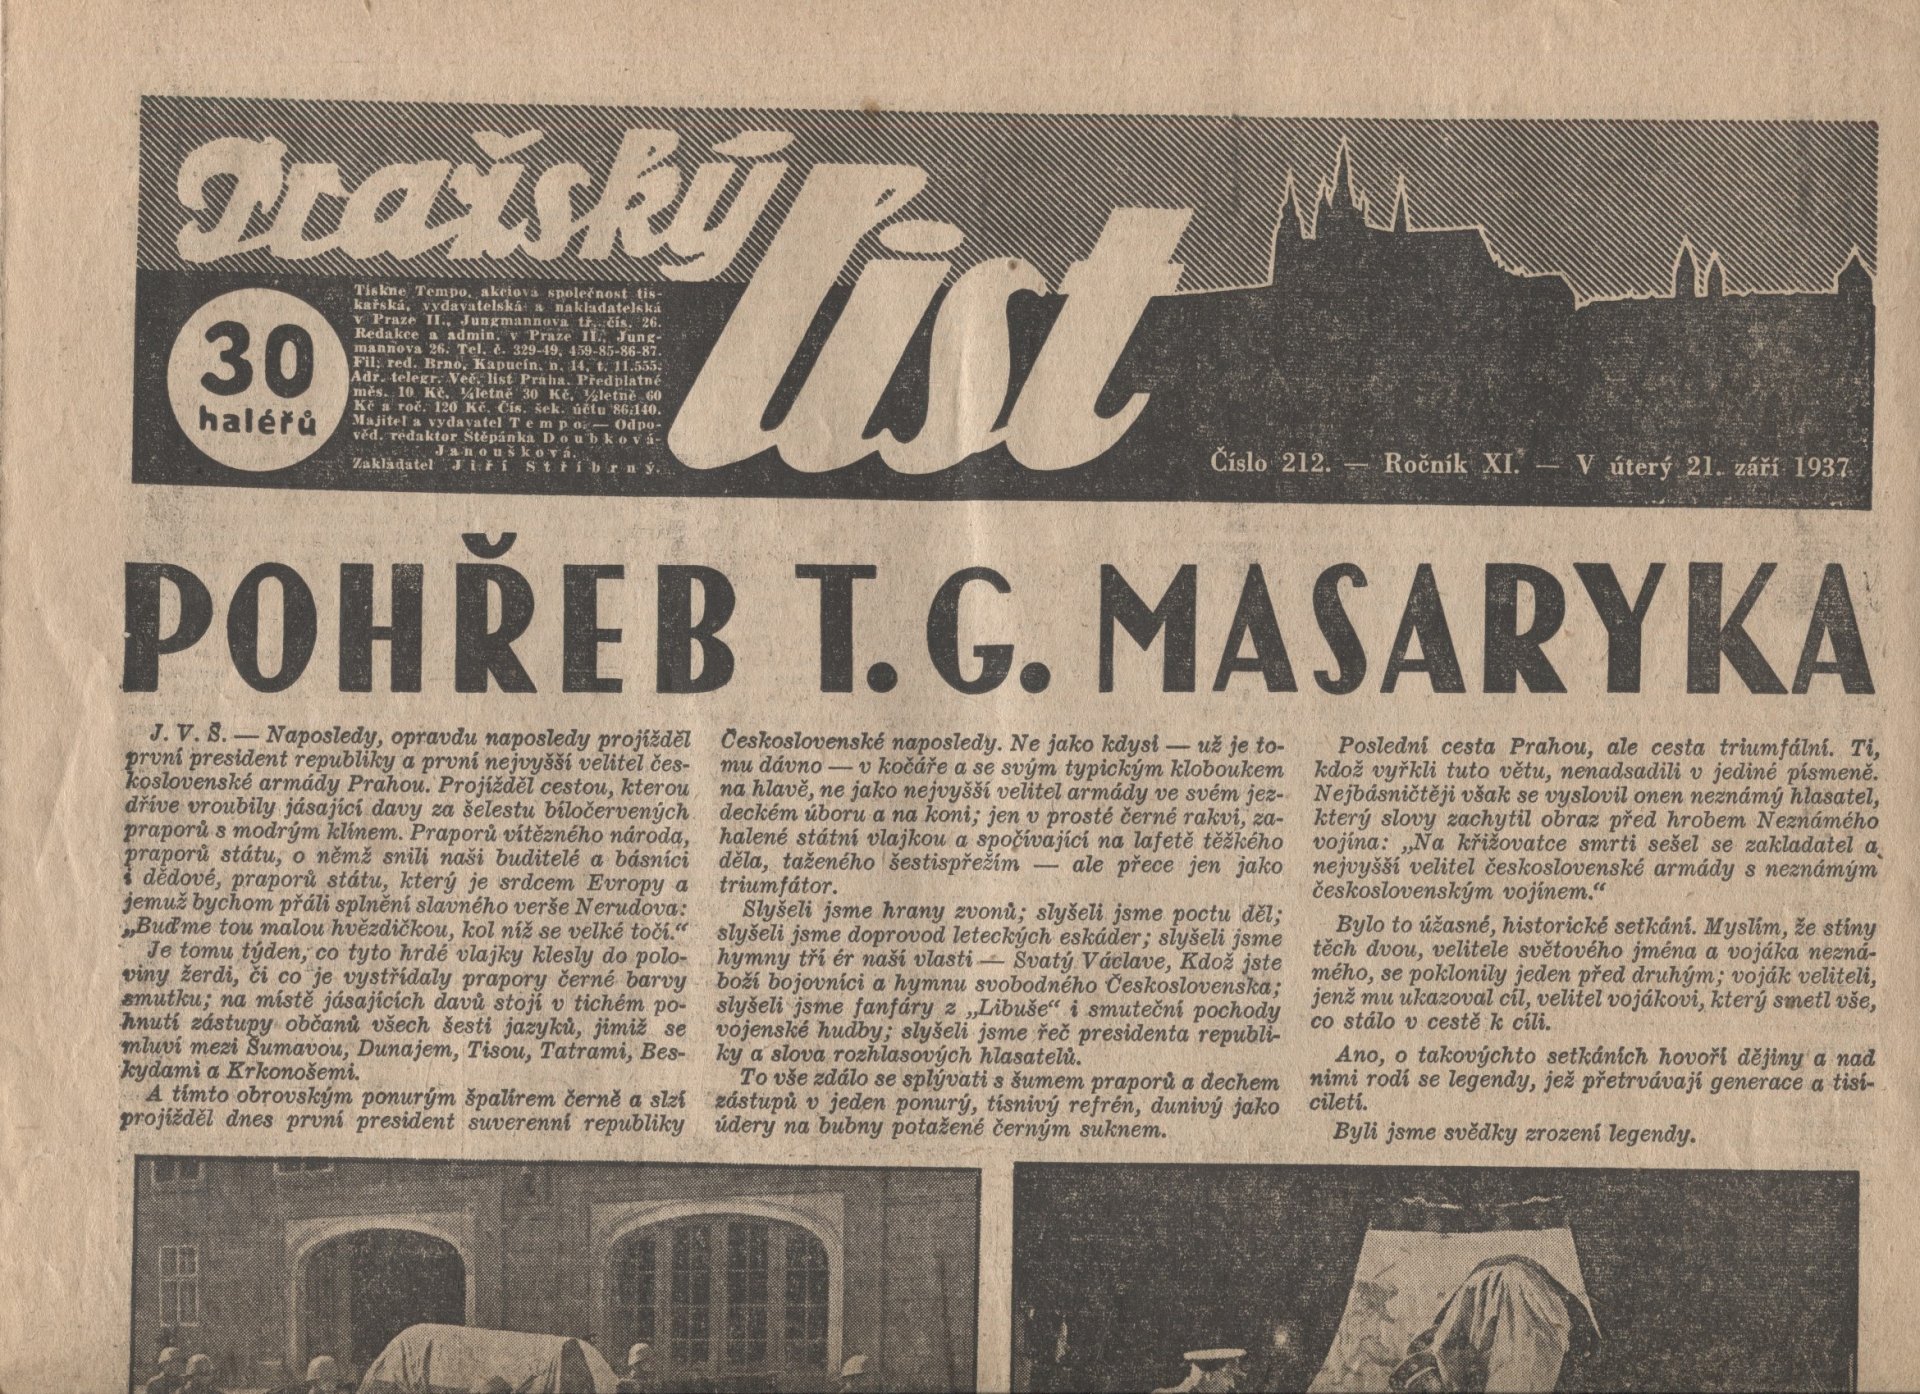 Pražský list
30
haléřů
Tiskne Tempo, akciová společnost tis-
kařská, vydavatelská a nakladatelská
v Praze II., Jungmannova tř. čís. 26.
Redakce a admin. v Praze II., Jung-
mannova 26. Tel. č. 329-49, 459-85-86-87.
Fil. red. Brno, Kapucín. n. 14, t. 11.555.
Adr. telegr. Več. list Praha. Předplatné
měs. 10 Kč, ¼letně 30 Kč, ½letně 60
Kč a roč. 120 Kč. Čís. šek. účtu 86.140.
Majitel a vydavatel Tempo. — Odpo-
věd. redaktor Štěpánka Doubková-
Janoušková.
Zakladatel Jiří Stříbrný.
Číslo 212. — Ročník XI. — V úterý 21. září 1937
POHŘEB T. G. MASARYKA
J. V. Š. — Naposledy, opravdu naposledy projížděl
první president republiky a první nejvyšší velitel čes-
koslovenské armády Prahou. Projížděl cestou, kterou
dříve vroubily jásající davy za šelestu bíločervených
praporů s modrým klínem. Praporů vítězného národa,
praporů státu, o němž snili naši buditelé a básníci
i dědové, praporů státu, který je srdcem Evropy a
jemuž bychom přáli splnění slavného verše Nerudova:
„Buďme tou malou hvězdičkou, kol níž se velké točí.“
Je tomu týden, co tyto hrdé vlajky klesly do polo-
viny žerdi, či co je vystřídaly prapory černé barvy
smutku; na místě jásajících davů stojí v tichém po-
hnutí zástupy občanů všech šesti jazyků, jimiž se
mluví mezi Šumavou, Dunajem, Tisou, Tatrami, Bes-
kydami a Krkonošemi.
A tímto obrovským ponurým špalírem černě a slzí
projížděl dnes první president suverenní republiky
Československé naposledy. Ne jako kdysi — už je to-
mu dávno — v kočáře a se svým typickým kloboukem
na hlavě, ne jako nejvyšší velitel armády ve svém jez-
deckém úboru a na koni; jen v prosté černé rakvi, za-
halené státní vlajkou a spočívající na lafetě těžkého
děla, taženého šestispřežím — ale přece jen jako
triumfátor.
Slyšeli jsme hrany zvonů; slyšeli jsme poctu děl;
slyšeli jsme doprovod leteckých eskáder; slyšeli jsme
hymny tří ér naší vlasti — Svatý Václave, Kdož jste
boží bojovníci a hymnu svobodného Československa;
slyšeli jsme fanfáry z „Libuše“ i smuteční pochody
vojenské hudby; slyšeli jsme řeč presidenta republi-
ky a slova rozhlasových hlasatelů.
To vše zdálo se splývati s šumem praporů a dechem
zástupů v jeden ponurý, tísnivý refrén, dunivý jako
údery na bubny potažené černým suknem.
Poslední cesta Prahou, ale cesta triumfální. Ti,
kdož vyřkli tuto větu, nenadsadili v jediné písmeně.
Nejbásničtěji však se vyslovil onen neznámý hlasatel,
který slovy zachytil obraz před hrobem Neznámého
vojína: „Na křižovatce smrti sešel se zakladatel a
nejvyšší velitel československé armády s neznámým
československým vojínem.“
Bylo to úžasné, historické setkání. Myslím, že stíny
těch dvou, velitele světového jména a vojáka nezná-
mého, se poklonily jeden před druhým; voják veliteli,
jenž mu ukazoval cíl, velitel vojákovi, který smetl vše,
co stálo v cestě k cíli.
Ano, o takovýchto setkáních hovoří dějiny a nad
nimi rodí se legendy, jež přetrvávají generace a tisí-
ciletí.
Byli jsme svědky zrození legendy.